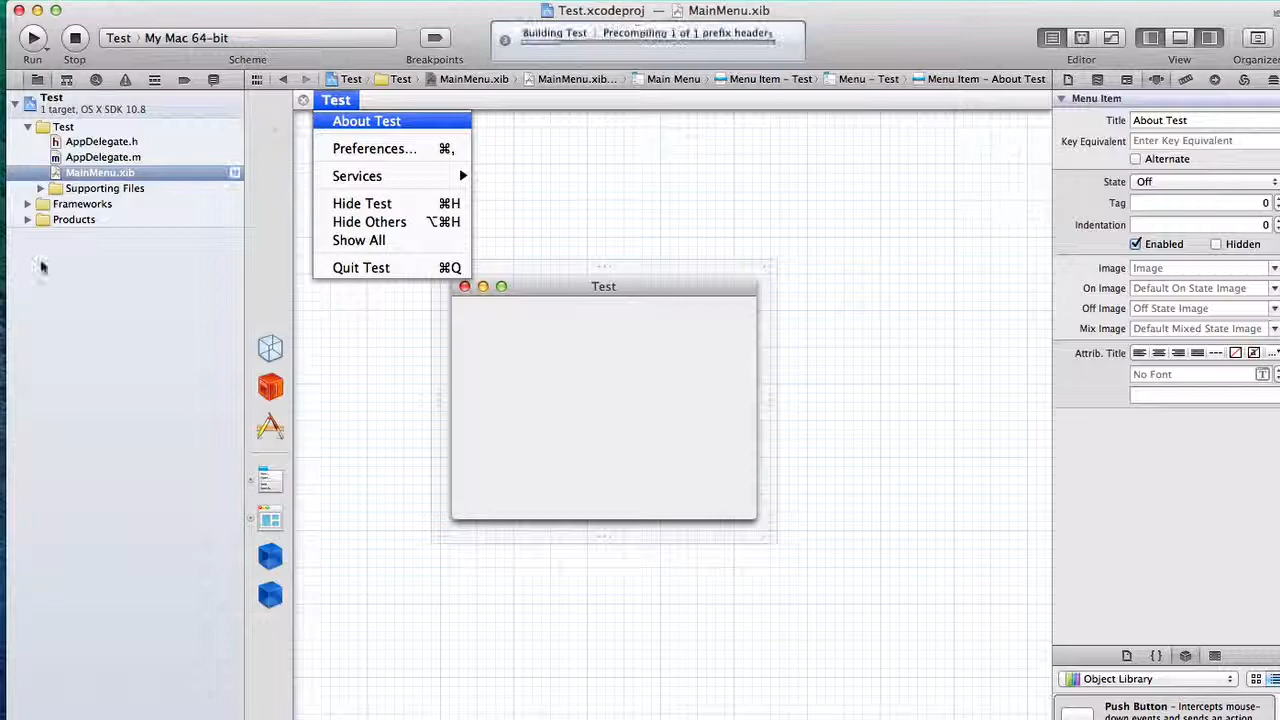 Test.xcodeproj — MainMenu.xib
Building Test | Precompiling 1 of 1 prefix headers
Test › My Mac 64-bit
Run
Stop
Scheme
Breakpoints
Editor
View
Organizer
Test
Test
MainMenu.xib
MainMenu.xib...
Main Menu
Menu Item - Test
Menu - Test
Menu Item - About Test
Test
1 target, OS X SDK 10.8
Test
AppDelegate.h
AppDelegate.m
MainMenu.xib
Supporting Files
Frameworks
Products
Test
About Test
Preferences... ⌘,
Services
Hide Test ⌘H
Hide Others ⌥⌘H
Show All
Quit Test ⌘Q
Test
Menu Item
Title About Test
Key Equivalent Enter Key Equivalent
Alternate
State Off
Tag 0
Indentation 0
Enabled Hidden
Image Image
On Image Default On State Image
Off Image Off State Image
Mix Image Default Mixed State Image
Attrib. Title
No Font
Object Library
Push Button - Intercepts mouse-
down events and sends an action